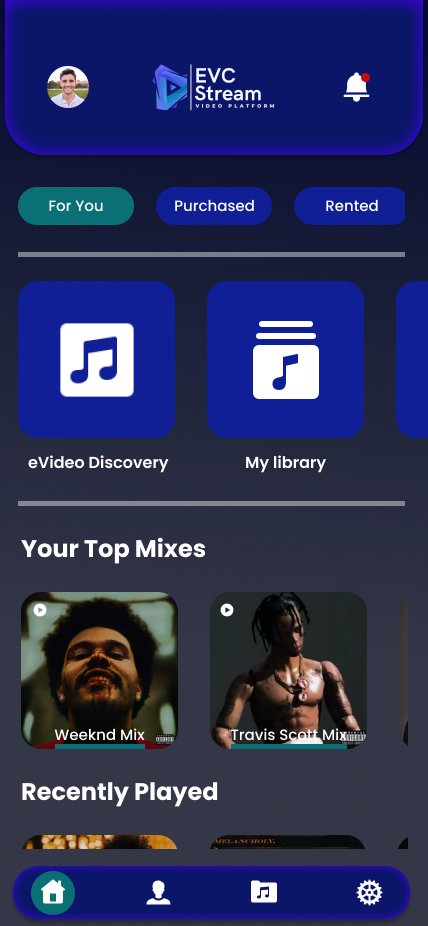 EVC
Stream
VIDEO PLATFORM
For You
Purchased
Rented
eVideo Discovery
My library
Your Top Mixes
Weeknd Mix
Travis Scott Mix
Recently Played
MELANCHOLY,